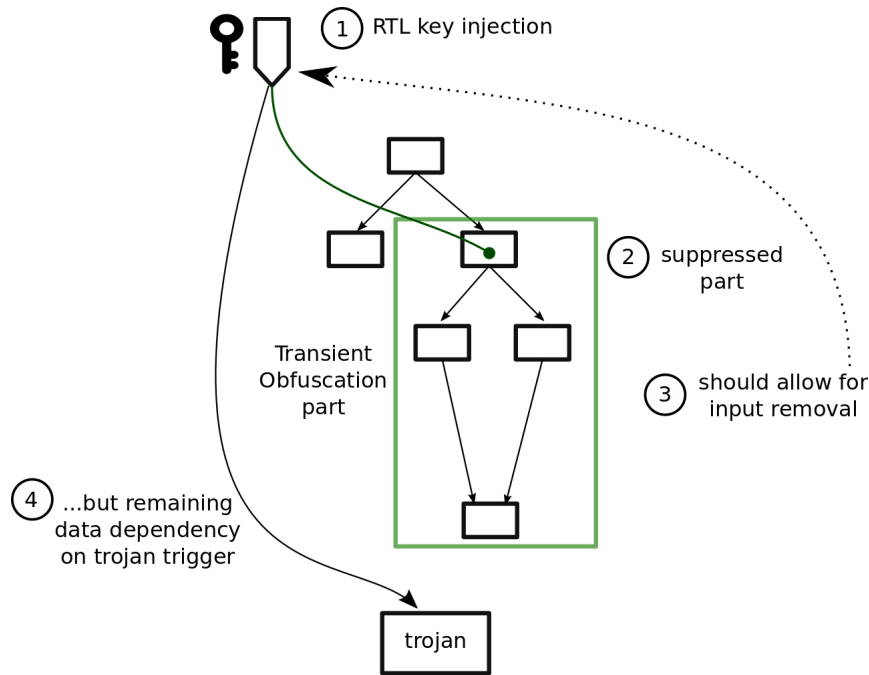 1 RTL key injection
2 suppressed
part
Transient
Obfuscation
part
3 should allow for
input removal
4 ...but remaining
data dependency
on trojan trigger
trojan